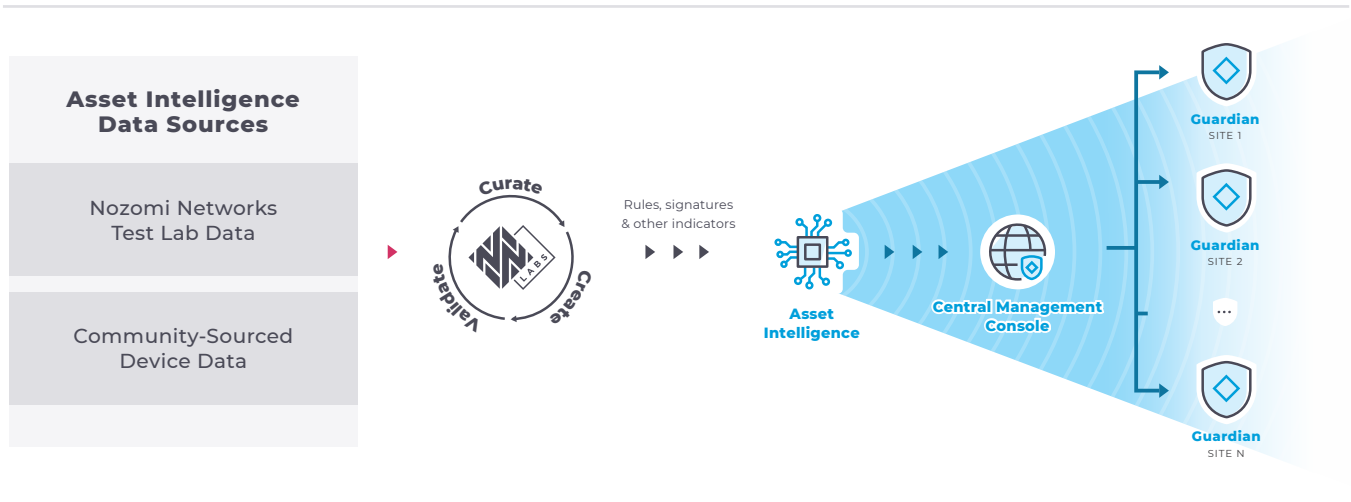 Asset Intelligence
Data Sources
Nozomi Networks
Test Lab Data
Community-Sourced
Device Data
Curate
Create
Validate
LABS
Rules, signatures
& other indicators
Asset
Intelligence
Central Management
Console
Guardian
SITE 1
Guardian
SITE 2
...
Guardian
SITE N